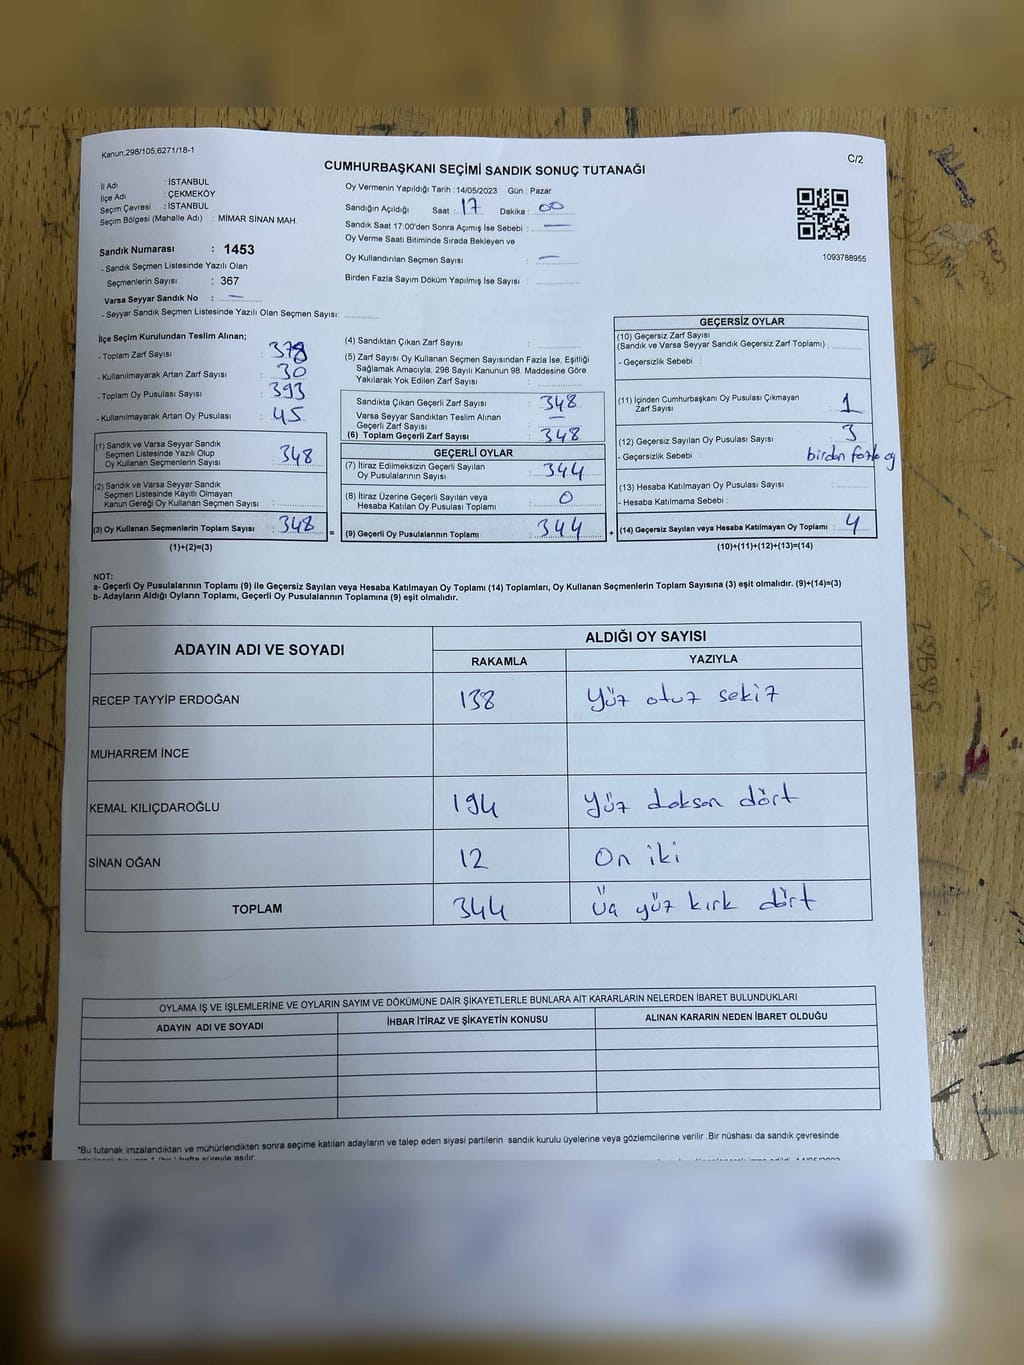 Kanun;298/105,6271/18-1
C/2
CUMHURBAŞKANI SEÇİMİ SANDIK SONUÇ TUTANAĞI
İl Adı : İSTANBUL
İlçe Adı : ÇEKMEKÖY
Seçim Çevresi : İSTANBUL
Seçim Bölgesi (Mahalle Adı) : MİMAR SİNAN MAH.
Sandık Numarası : 1453
- Sandık Seçmen Listesinde Yazılı Olan
Seçmenlerin Sayısı : 367
Varsa Seyyar Sandık No : —
- Seyyar Sandık Seçmen Listesinde Yazılı Olan Seçmen Sayısı:
Oy Vermenin Yapıldığı Tarih : 14/05/2023 Gün : Pazar
Sandığın Açıldığı Saat : 17 Dakika : 00
Sandık Saat 17:00'den Sonra Açımış İse Sebebi : —
Oy Verme Saati Bitiminde Sırada Bekleyen ve
Oy Kullandırılan Seçmen Sayısı : —
Birden Fazla Sayım Döküm Yapılmış İse Sayısı :
1093788955
İlçe Seçim Kurulundan Teslim Alınan;
- Toplam Zarf Sayısı : 378
- Kullanılmayarak Artan Zarf Sayısı : 30
- Toplam Oy Pusulası Sayısı : 393
- Kullanılmayarak Artan Oy Pusulası : 45
(1) Sandık ve Varsa Seyyar Sandık
Seçmen Listesinde Yazılı Olup
Oy Kullanan Seçmenlerin Sayısı : 348
(2) Sandık ve Varsa Seyyar Sandık
Seçmen Listesinde Kayıtlı Olmayan
Kanun Gereği Oy Kullanan Seçmen Sayısı :
(3) Oy Kullanan Seçmenlerin Toplam Sayısı : 348 =
(1)+(2)=(3)
(4) Sandıktan Çıkan Zarf Sayısı :
(5) Zarf Sayısı Oy Kullanan Seçmen Sayısından Fazla İse, Eşitliği
Sağlamak Amacıyla; 298 Sayılı Kanunun 98. Maddesine Göre
Yakılarak Yok Edilen Zarf Sayısı :
Sandıkta Çıkan Geçerli Zarf Sayısı : 348
Varsa Seyyar Sandıktan Teslim Alınan
Geçerli Zarf Sayısı : —
(6) Toplam Geçerli Zarf Sayısı : 348
GEÇERLİ OYLAR
(7) İtiraz Edilmeksizin Geçerli Sayılan
Oy Pusulalarının Sayısı : 344
(8) İtiraz Üzerine Geçerli Sayılan veya
Hesaba Katılan Oy Pusulası Toplamı : 0
(9) Geçerli Oy Pusulalarının Toplamı : 344 +
GEÇERSİZ OYLAR
(10) Geçersiz Zarf Sayısı
(Sandık ve Varsa Seyyar Sandık Geçersiz Zarf Toplamı) :
- Geçersizlik Sebebi :
(11) İçinden Cumhurbaşkanı Oy Pusulası Çıkmayan
Zarf Sayısı : 1
(12) Geçersiz Sayılan Oy Pusulası Sayısı : 3
- Geçersizlik Sebebi : birden fazla oy
(13) Hesaba Katılmayan Oy Pusulası Sayısı :
- Hesaba Katılmama Sebebi :
(14) Geçersiz Sayılan veya Hesaba Katılmayan Oy Toplamı : 4
(10)+(11)+(12)+(13)=(14)
NOT:
a- Geçerli Oy Pusulalarının Toplamı (9) ile Geçersiz Sayılan veya Hesaba Katılmayan Oy Toplamı (14) Toplamları, Oy Kullanan Seçmenlerin Toplam Sayısına (3) eşit olmalıdır. (9)+(14)=(3)
b- Adayların Aldığı Oyların Toplamı, Geçerli Oy Pusulalarının Toplamına (9) eşit olmalıdır.
ADAYIN ADI VE SOYADI
ALDIĞI OY SAYISI
RAKAMLA YAZIYLA
RECEP TAYYİP ERDOĞAN 138 Yüz otuz sekiz
MUHARREM İNCE
KEMAL KILIÇDAROĞLU 194 Yüz doksan dört
SİNAN OĞAN 12 On iki
TOPLAM 344 Üç yüz kırk dört
OYLAMA İŞ VE İŞLEMLERİNE VE OYLARIN SAYIM VE DÖKÜMÜNE DAİR ŞİKAYETLERLE BUNLARA AİT KARARLARIN NELERDEN İBARET BULUNDUKLARI
ADAYIN ADI VE SOYADI İHBAR İTİRAZ VE ŞİKAYETİN KONUSU ALINAN KARARIN NEDEN İBARET OLDUĞU
*Bu tutanak imzalandıktan ve mühürlendikten sonra seçime katılan adayların ve talep eden siyasi partilerin sandık kurulu üyelerine veya gözlemcilerine verilir .Bir nüshası da sandık çevresinde